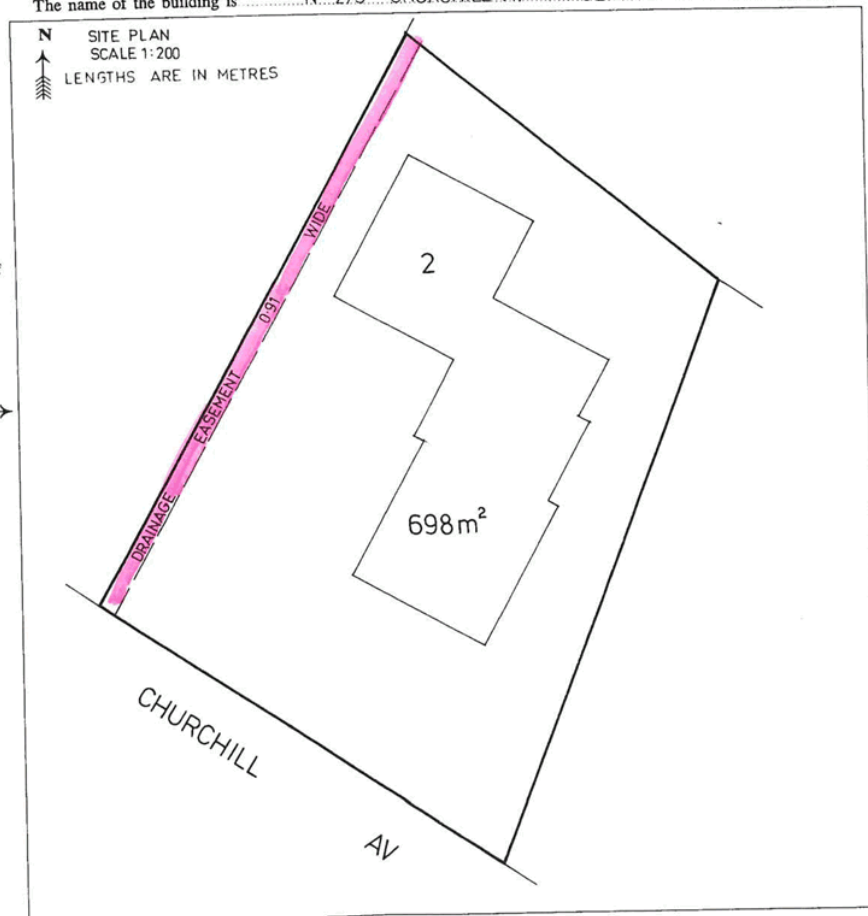 The name of the building is
N
SITE PLAN
SCALE 1:200
LENGTHS ARE IN METRES
DRAINAGE EASEMENT 0·91 WIDE
2
698m²
CHURCHILL AV